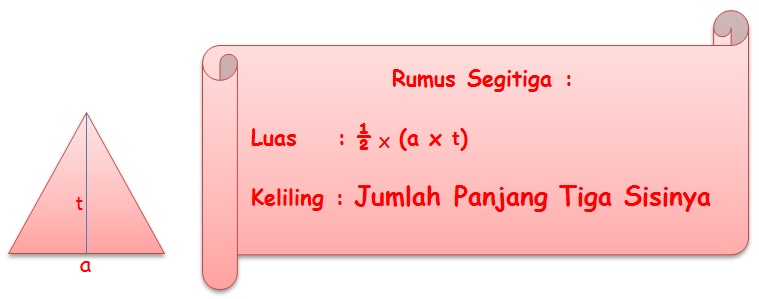 Rumus Segitiga :
Luas : ½ x (a x t)
Keliling : Jumlah Panjang Tiga Sisinya
t
a